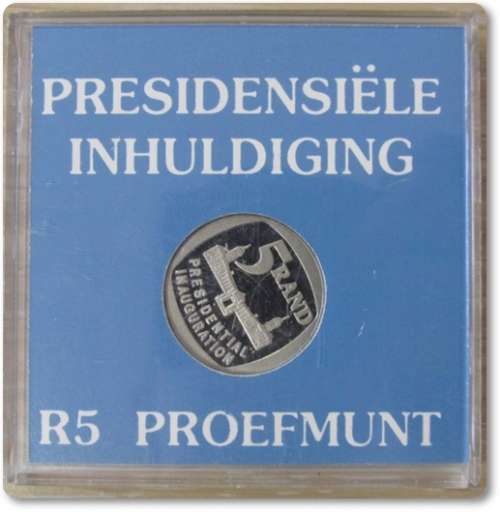 PRESIDENSIËLE
INHULDIGING
5 RAND
PRESIDENTIAL
INAUGURATION
R5 PROEFMUNT